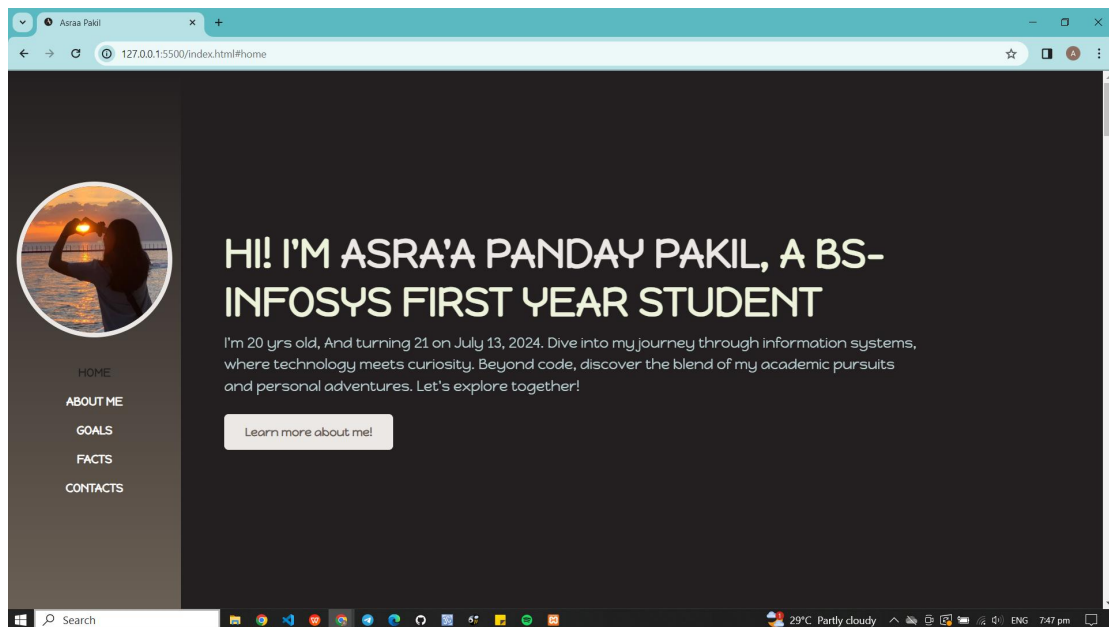 Asraa Pakil
127.0.0.1:5500/index.html#home
A
HOME
ABOUT ME
GOALS
FACTS
CONTACTS
HI! I'M ASRA'A PANDAY PAKIL, A BS-
INFOSYS FIRST YEAR STUDENT
I'm 20 yrs old, And turning 21 on July 13, 2024. Dive into my journey through information systems,
where technology meets curiosity. Beyond code, discover the blend of my academic pursuits
and personal adventures. Let's explore together!
Learn more about me!
Search
29°C Partly cloudy
ENG
7:47 pm